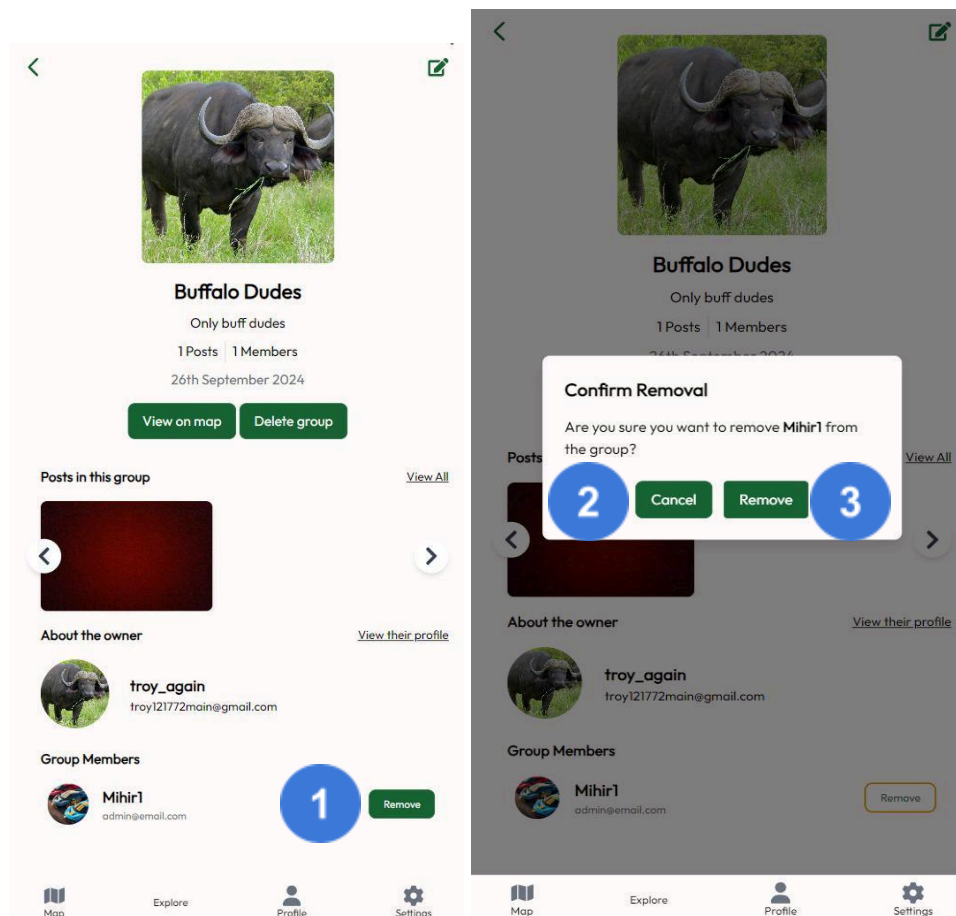 Buffalo Dudes
Only buff dudes
1 Posts 1 Members
26th September 2024
View on map Delete group
Posts in this group View All
About the owner View their profile
troy_again
troy121772main@gmail.com
Group Members
Mihir1
admin@email.com
1 Remove
Map Explore Profile Settings
Buffalo Dudes
Only buff dudes
1 Posts 1 Members
26th September 2024
Confirm Removal
Are you sure you want to remove Mihir1 from
the group?
Posts View All
2 Cancel Remove 3
About the owner View their profile
troy_again
troy121772main@gmail.com
Group Members
Mihir1
admin@email.com
Remove
Map Explore Profile Settings